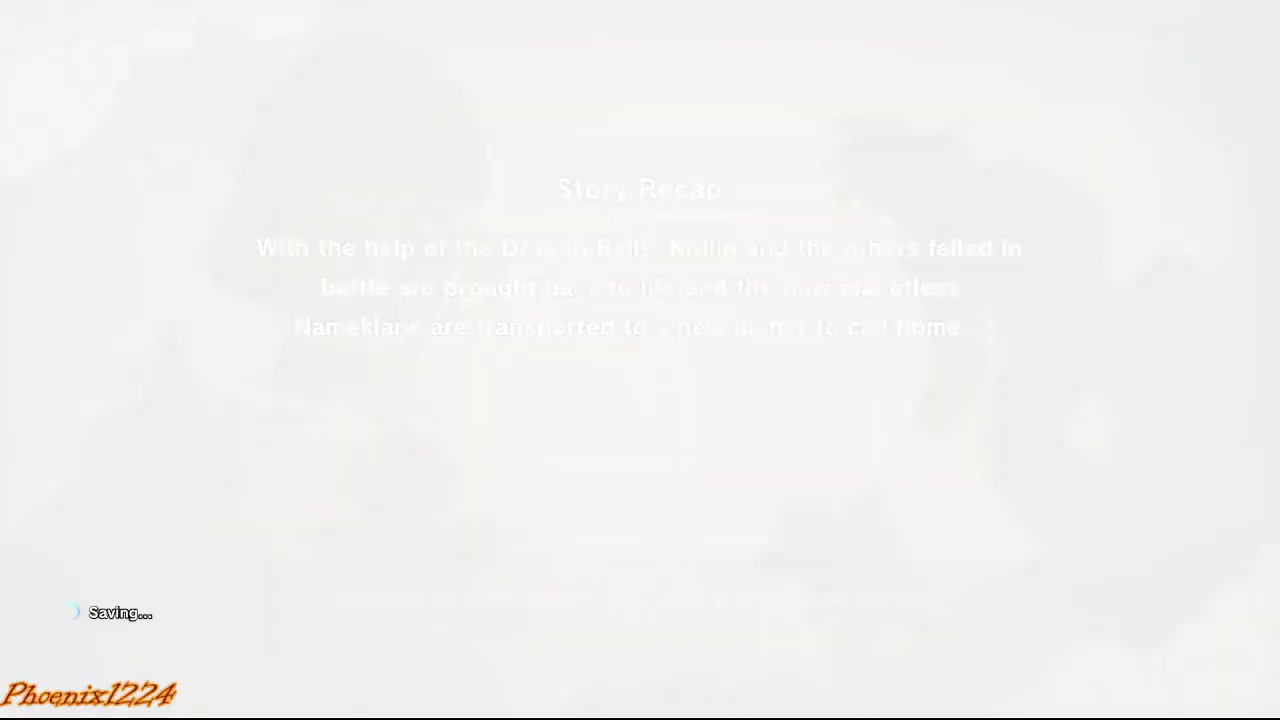 Story Recap
With the help of the Dragon Balls, Krillin and the others felled in
battle are brought back to life and the now planetless
Namekians are transported to a new planet to call home...
Saving...
Phoenix1224